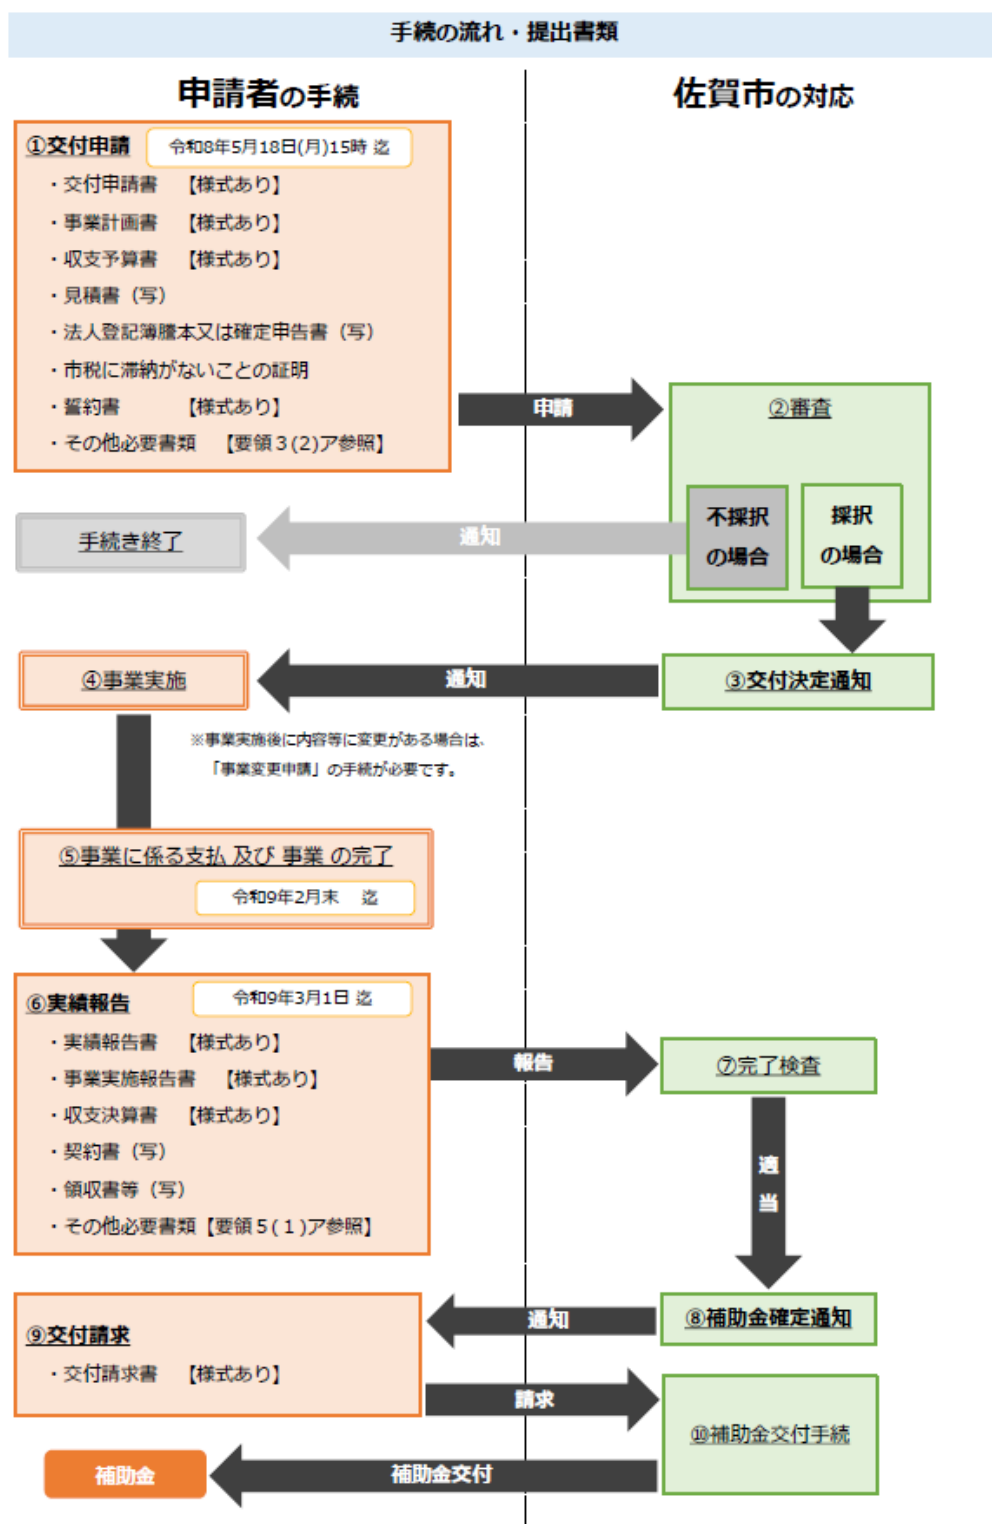 手続の流れ・提出書類
申請者の手続
佐賀市の対応
①交付申請 令和8年5月18日(月)15時 迄
・交付申請書 【様式あり】
・事業計画書 【様式あり】
・収支予算書 【様式あり】
・見積書（写）
・法人登記簿謄本又は確定申告書（写）
・市税に滞納がないことの証明
・誓約書 【様式あり】
・その他必要書類 【要領３(２)ア参照】
申請
②審査
不採択
の場合
採択
の場合
通知
手続き終了
③交付決定通知
通知
④事業実施
※事業実施後に内容等に変更がある場合は、
「事業変更申請」の手続が必要です。
⑤事業に係る支払 及び 事業 の完了
令和9年2月末 迄
⑥実績報告 令和9年3月1日 迄
・実績報告書 【様式あり】
・事業実施報告書 【様式あり】
・収支決算書 【様式あり】
・契約書（写）
・領収書等（写）
・その他必要書類【要領５(１)ア参照】
報告
⑦完了検査
適
当
⑧補助金確定通知
通知
⑨交付請求
・交付請求書 【様式あり】
請求
⑩補助金交付手続
補助金交付
補助金